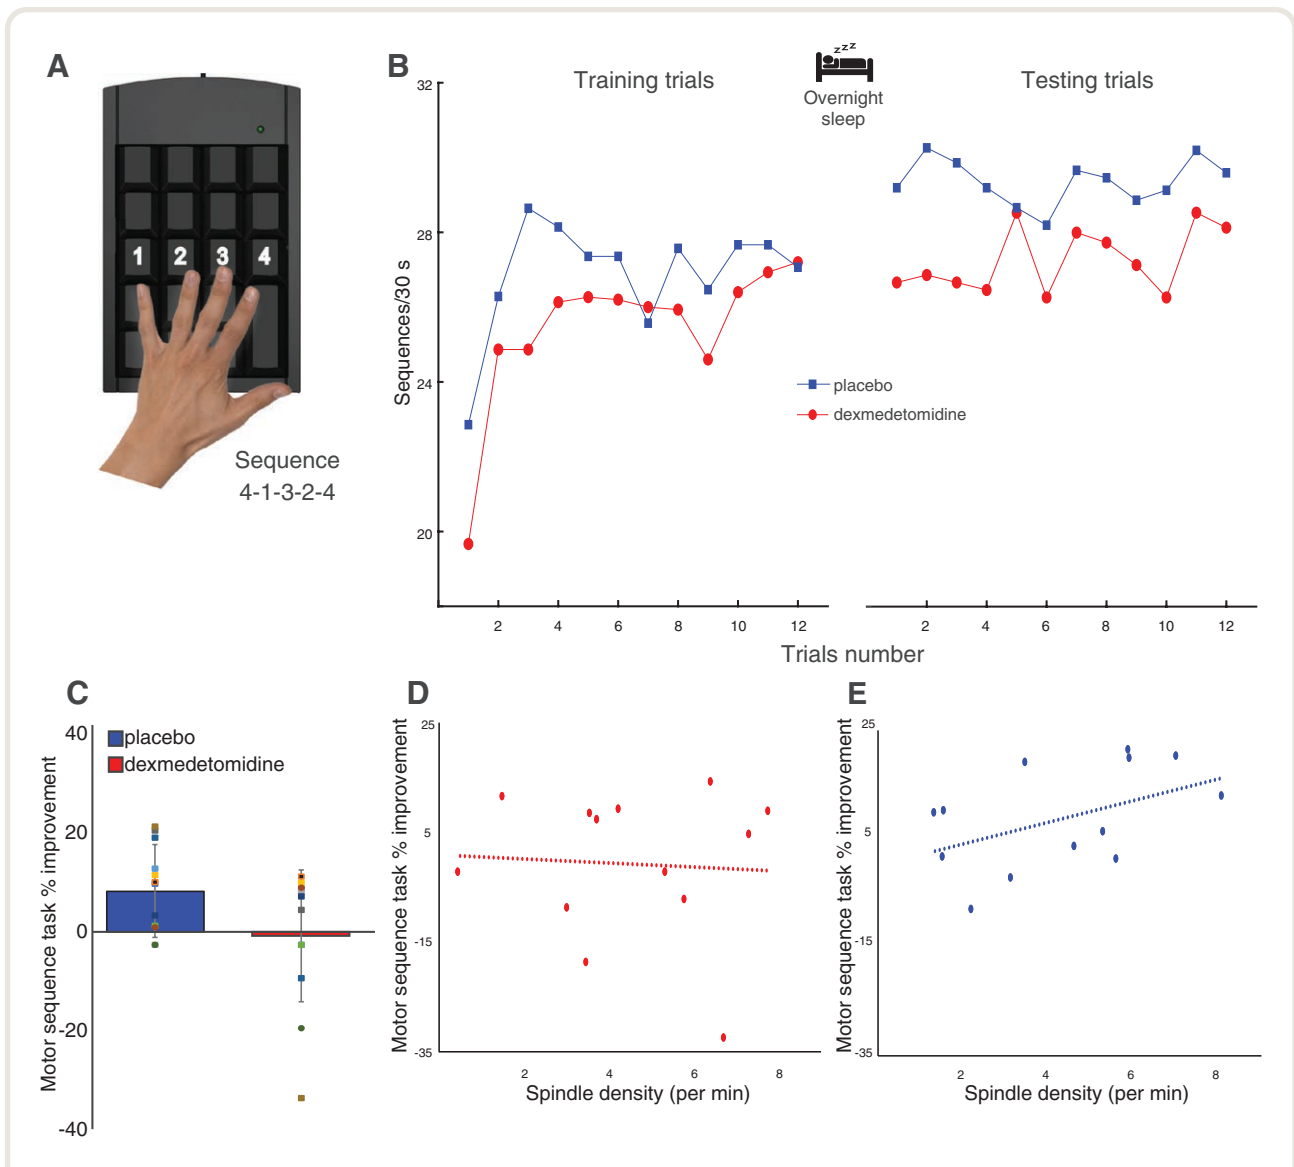 A
1 2 3 4
Sequence
4-1-3-2-4
B
Training trials
zzz
Overnight
sleep
Testing trials
Sequences/30 s
32
28
24
20
placebo
dexmedetomidine
2 4 6 8 10 12
2 4 6 8 10 12
Trials number
C
Motor sequence task % improvement
40
20
0
-20
-40
placebo
dexmedetomidine
D
Motor sequence task % improvement
25
5
-15
-35
2 4 6 8
Spindle density (per min)
E
Motor sequence task % improvement
25
5
-15
-35
2 4 6 8
Spindle density (per min)